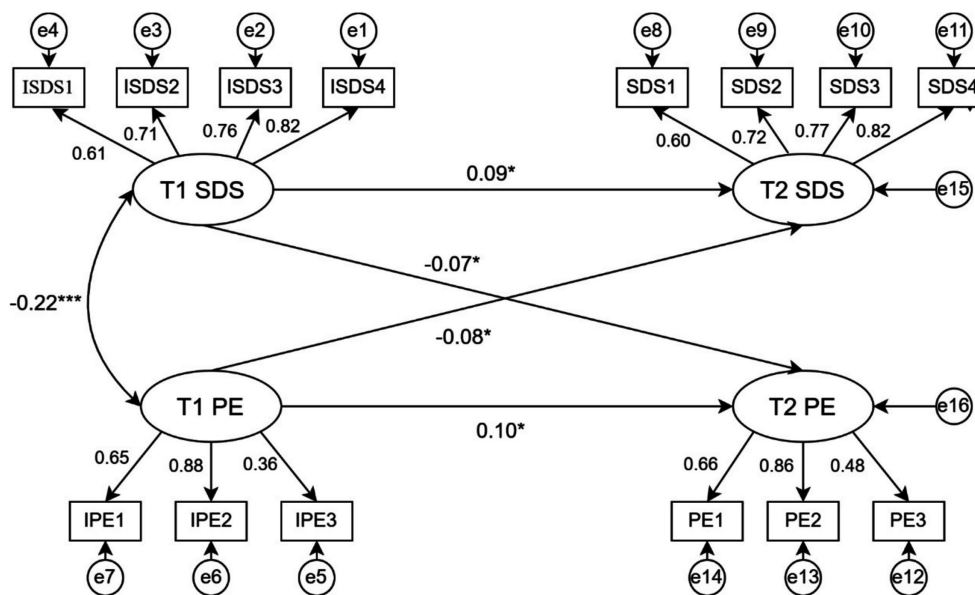 e4 e3 e2 e1 e8 e9 e10 e11
ISDS1 ISDS2 ISDS3 ISDS4 SDS1 SDS2 SDS3 SDS4
0.61 0.71 0.76 0.82 0.60 0.72 0.77 0.82
T1 SDS 0.09* T2 SDS e15
-0.07*
-0.22***
-0.08*
T1 PE 0.10* T2 PE e16
0.65 0.88 0.36 0.66 0.86 0.48
IPE1 IPE2 IPE3 PE1 PE2 PE3
e7 e6 e5 e14 e13 e12